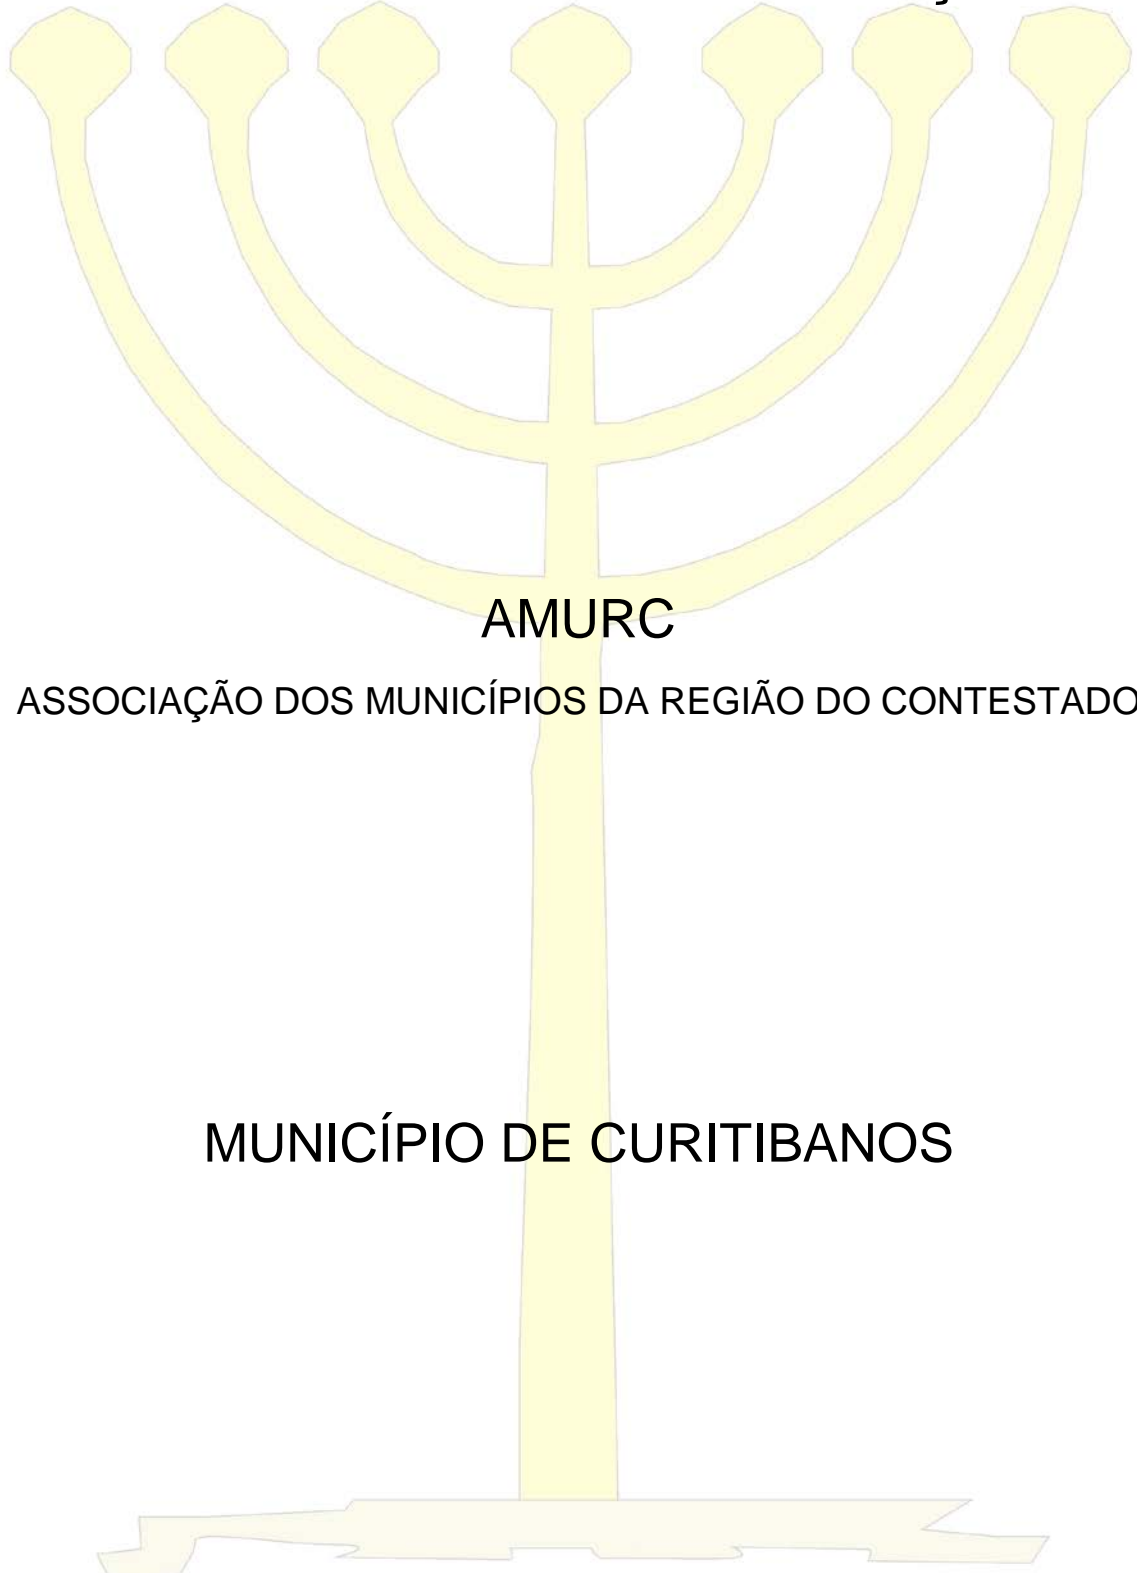 AMURC
ASSOCIAÇÃO DOS MUNICÍPIOS DA REGIÃO DO CONTESTADO
MUNICÍPIO DE CURITIBANOS